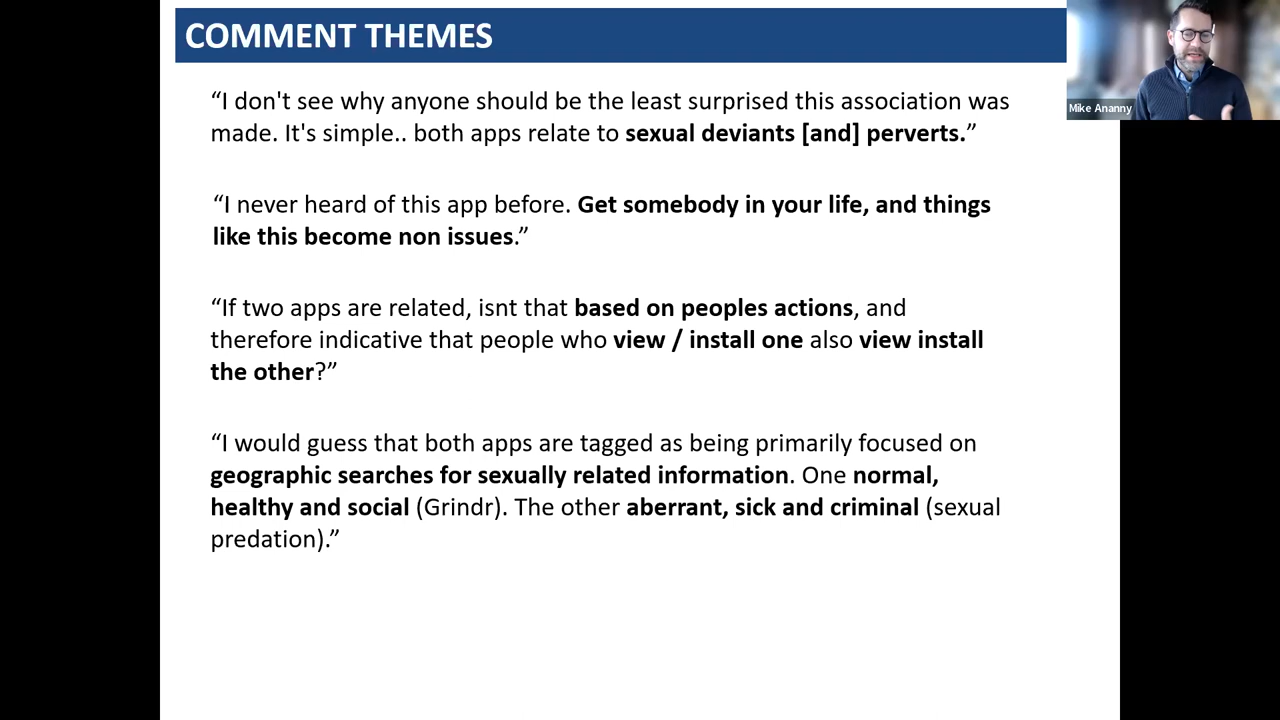 COMMENT THEMES
Mike Ananny
“I don't see why anyone should be the least surprised this association was
made. It's simple.. both apps relate to sexual deviants [and] perverts.”
“I never heard of this app before. Get somebody in your life, and things
like this become non issues.”
“If two apps are related, isnt that based on peoples actions, and
therefore indicative that people who view / install one also view install
the other?”
“I would guess that both apps are tagged as being primarily focused on
geographic searches for sexually related information. One normal,
healthy and social (Grindr). The other aberrant, sick and criminal (sexual
predation).”